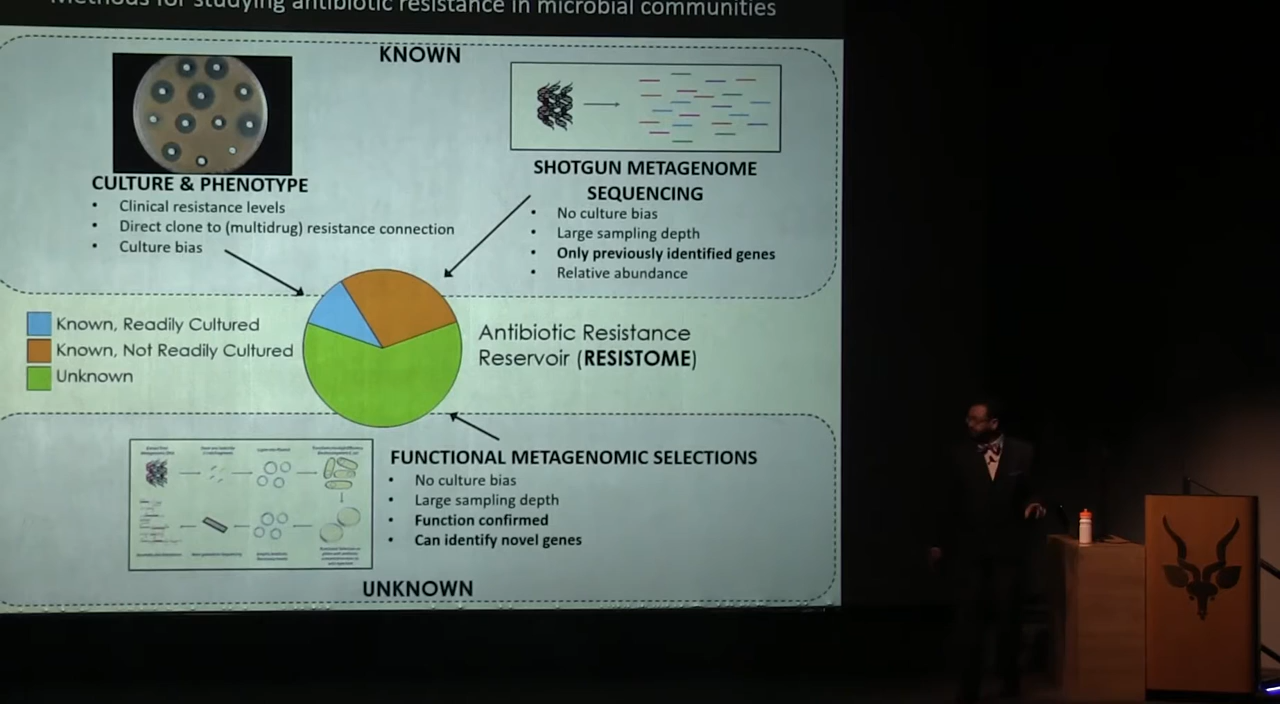 Methods for studying antibiotic resistance in microbial communities
KNOWN
CULTURE & PHENOTYPE
• Clinical resistance levels
• Direct clone to (multidrug) resistance connection
• Culture bias
SHOTGUN METAGENOME
SEQUENCING
• No culture bias
• Large sampling depth
• Only previously identified genes
• Relative abundance
Known, Readily Cultured
Known, Not Readily Cultured
Unknown
Antibiotic Resistance
Reservoir (RESISTOME)
FUNCTIONAL METAGENOMIC SELECTIONS
• No culture bias
• Large sampling depth
• Function confirmed
• Can identify novel genes
UNKNOWN